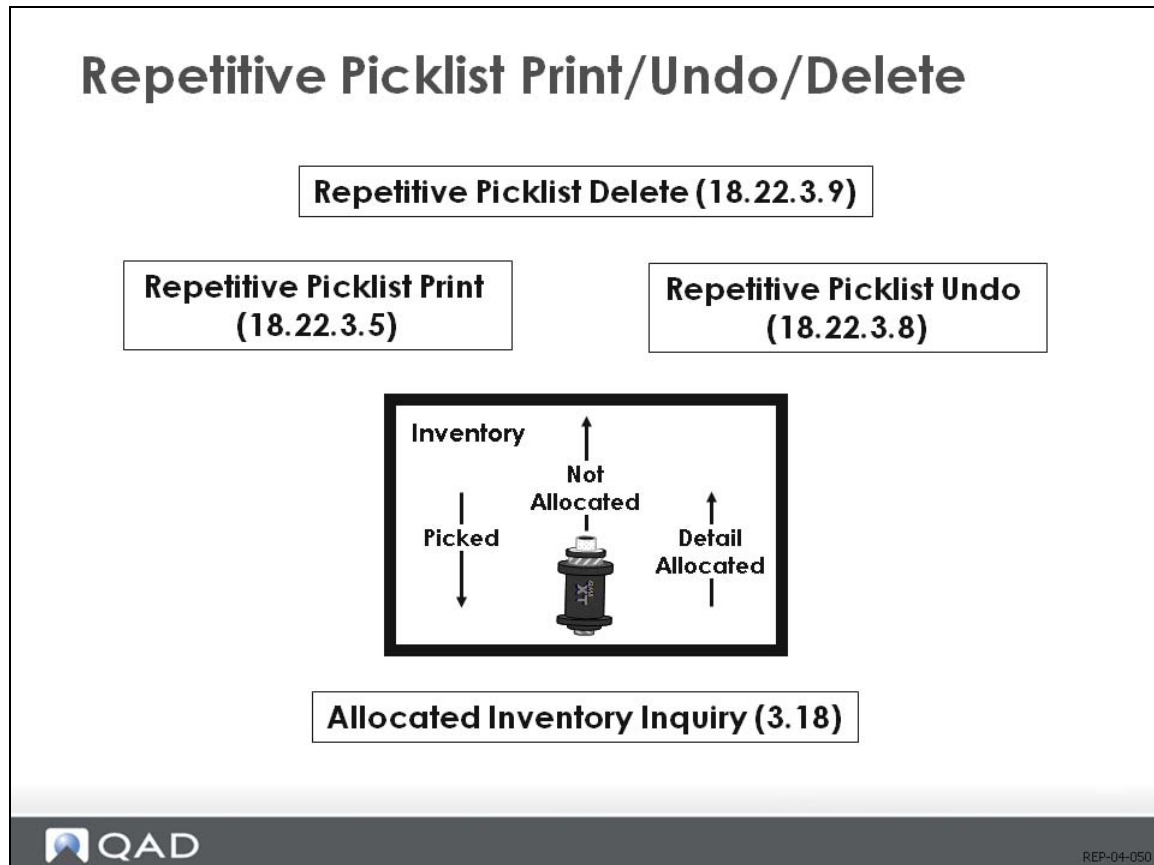 Repetitive Picklist Print/Undo/Delete
Repetitive Picklist Delete (18.22.3.9)
Repetitive Picklist Print
(18.22.3.5)
Repetitive Picklist Undo
(18.22.3.8)
Inventory
Not
Allocated
Picked
Detail
Allocated
XT
Allocated Inventory Inquiry (3.18)
QAD
REP-04-050